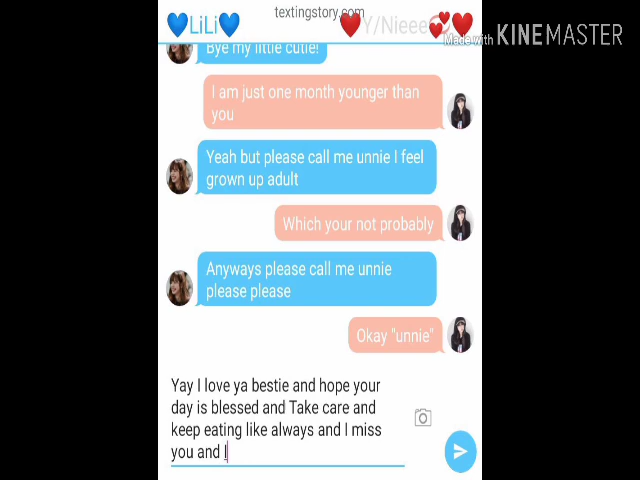 textingstory.com
💙LiLi💙
❤️Y/Nieee💞❤️
Made with KINEMASTER
Bye my little cutie!
I am just one month younger than
you
Yeah but please call me unnie I feel
grown up adult
Which your not probably
Anyways please call me unnie
please please
Okay "unnie"
Yay I love ya bestie and hope your
day is blessed and Take care and
keep eating like always and I miss
you and I